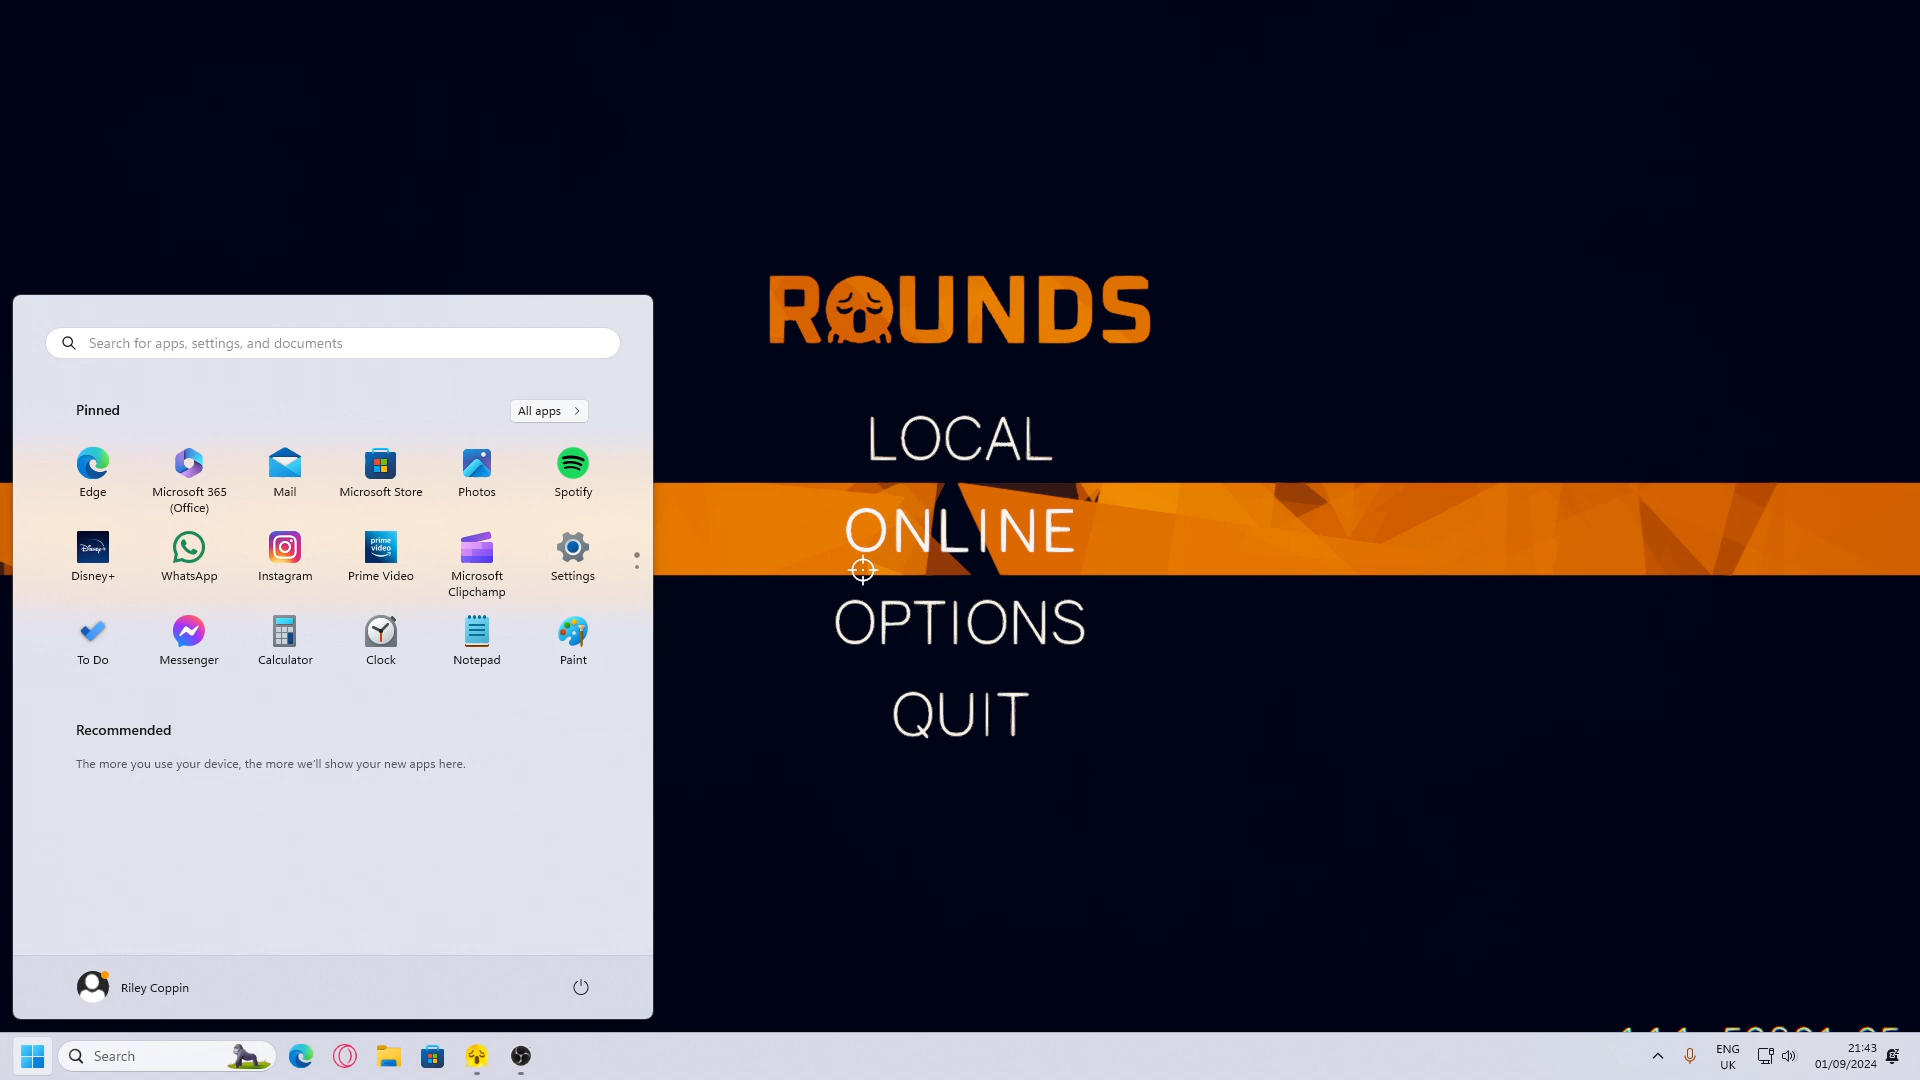 ROUNDS
LOCAL
ONLINE
OPTIONS
QUIT
Search for apps, settings, and documents
Pinned
All apps
Edge
Microsoft 365 (Office)
Mail
Microsoft Store
Photos
Spotify
Disney+
prime video
Disney+
WhatsApp
Instagram
Prime Video
Microsoft Clipchamp
Settings
To Do
Messenger
Calculator
Clock
Notepad
Paint
Recommended
The more you use your device, the more we'll show your new apps here.
Riley Coppin
Search
ENG
UK
21:43
01/09/2024